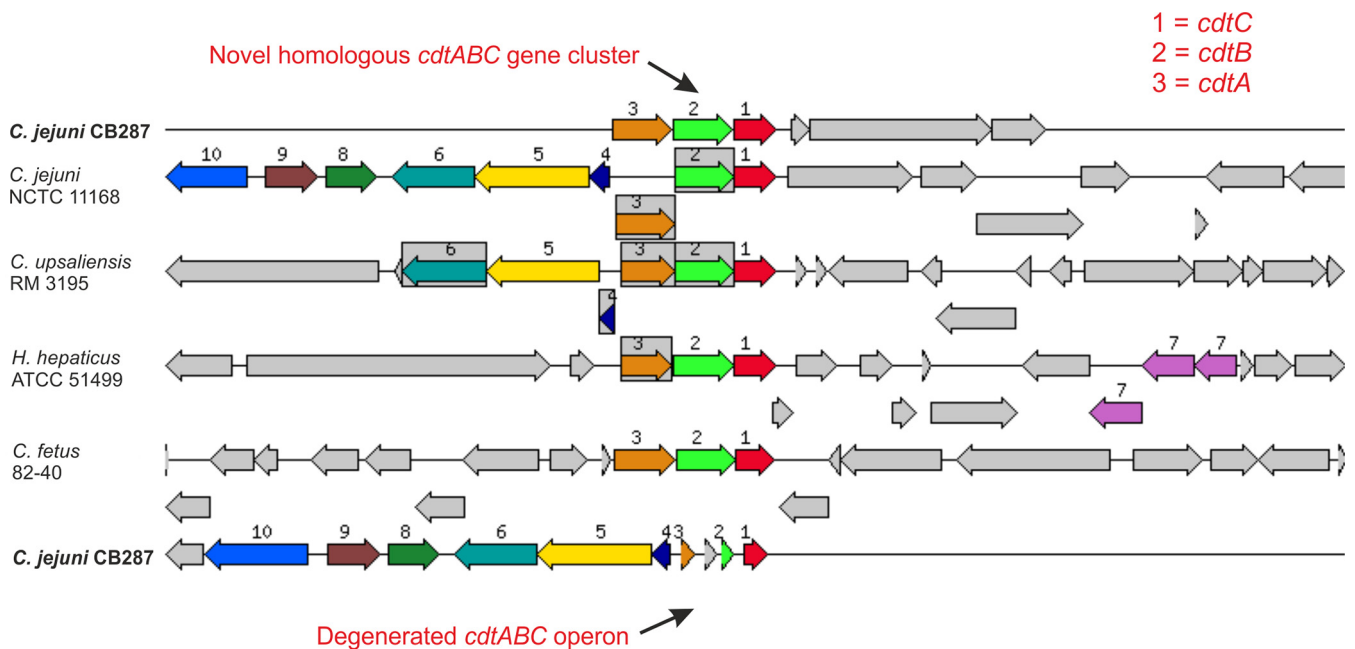 1 = cdtC
2 = cdtB
3 = cdtA
Novel homologous cdtABC gene cluster
3 2 1
C. jejuni CB287
10 9 8 6 5 4 2 1
C. jejuni
NCTC 11168
3
6 5 3 2 1
C. upsaliensis
RM 3195
4
3 2 1
H. hepaticus
ATCC 51499
7 7
7
3 2 1
C. fetus
82-40
10 9 8 6 5 4 3 2 1
C. jejuni CB287
Degenerated cdtABC operon